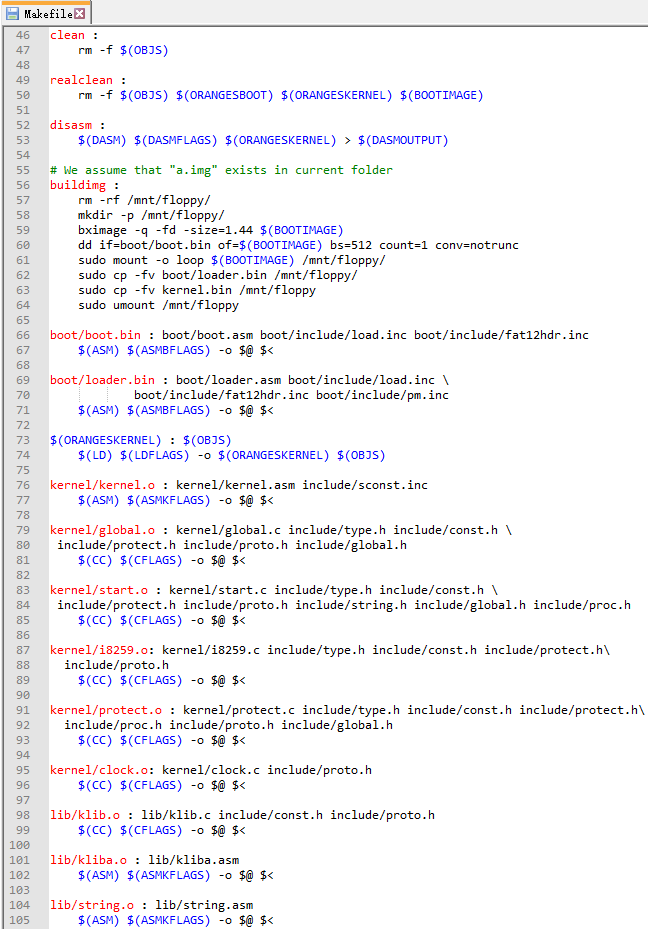 Makefile
46 clean :
47 rm -f $(OBJS)
48
49 realclean :
50 rm -f $(OBJS) $(ORANGESBOOT) $(ORANGESKERNEL) $(BOOTIMAGE)
51
52 disasm :
53 $(DASM) $(DASMFLAGS) $(ORANGESKERNEL) > $(DASMOUTPUT)
54
55 # We assume that "a.img" exists in current folder
56 buildimg :
57 rm -rf /mnt/floppy/
58 mkdir -p /mnt/floppy/
59 bximage -q -fd -size=1.44 $(BOOTIMAGE)
60 dd if=boot/boot.bin of=$(BOOTIMAGE) bs=512 count=1 conv=notrunc
61 sudo mount -o loop $(BOOTIMAGE) /mnt/floppy/
62 sudo cp -fv boot/loader.bin /mnt/floppy/
63 sudo cp -fv kernel.bin /mnt/floppy
64 sudo umount /mnt/floppy
65
66 boot/boot.bin : boot/boot.asm boot/include/load.inc boot/include/fat12hdr.inc
67 $(ASM) $(ASMBFLAGS) -o $@ $<
68
69 boot/loader.bin : boot/loader.asm boot/include/load.inc \
70 boot/include/fat12hdr.inc boot/include/pm.inc
71 $(ASM) $(ASMBFLAGS) -o $@ $<
72
73 $(ORANGESKERNEL) : $(OBJS)
74 $(LD) $(LDFLAGS) -o $(ORANGESKERNEL) $(OBJS)
75
76 kernel/kernel.o : kernel/kernel.asm include/sconst.inc
77 $(ASM) $(ASMKFLAGS) -o $@ $<
78
79 kernel/global.o : kernel/global.c include/type.h include/const.h \
80 include/protect.h include/proto.h include/global.h
81 $(CC) $(CFLAGS) -o $@ $<
82
83 kernel/start.o : kernel/start.c include/type.h include/const.h \
84 include/protect.h include/proto.h include/string.h include/global.h include/proc.h
85 $(CC) $(CFLAGS) -o $@ $<
86
87 kernel/i8259.o: kernel/i8259.c include/type.h include/const.h include/protect.h\
88 include/proto.h
89 $(CC) $(CFLAGS) -o $@ $<
90
91 kernel/protect.o : kernel/protect.c include/type.h include/const.h include/protect.h\
92 include/proc.h include/proto.h include/global.h
93 $(CC) $(CFLAGS) -o $@ $<
94
95 kernel/clock.o: kernel/clock.c include/proto.h
96 $(CC) $(CFLAGS) -o $@ $<
97
98 lib/klib.o : lib/klib.c include/const.h include/proto.h
99 $(CC) $(CFLAGS) -o $@ $<
100
101 lib/kliba.o : lib/kliba.asm
102 $(ASM) $(ASMKFLAGS) -o $@ $<
103
104 lib/string.o : lib/string.asm
105 $(ASM) $(ASMKFLAGS) -o $@ $<